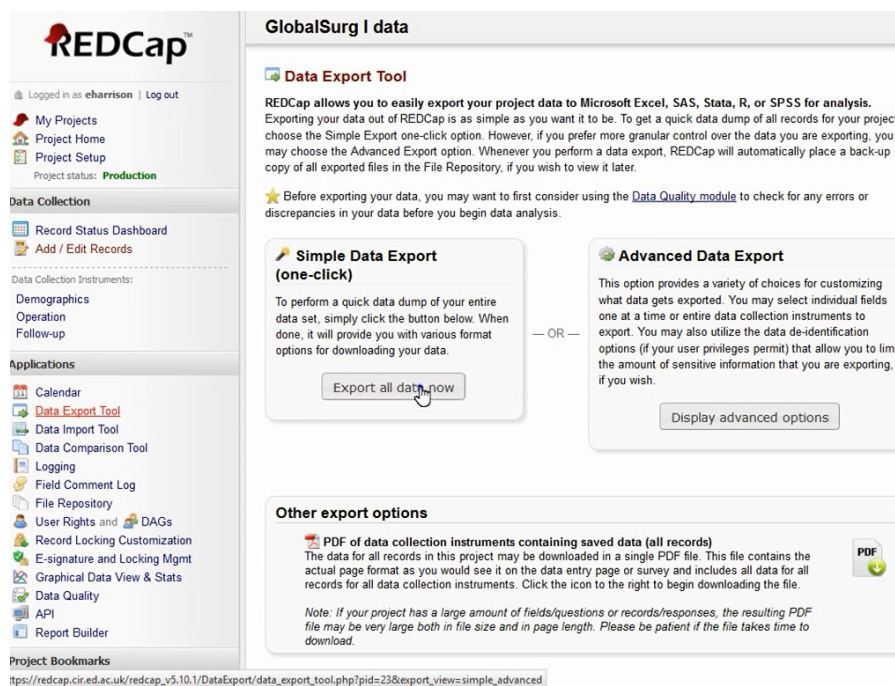 REDCap™
Logged in as eharrison | Log out
My Projects
Project Home
Project Setup
Project status: Production
Data Collection
Record Status Dashboard
Add / Edit Records
Data Collection Instruments:
Demographics
Operation
Follow-up
Applications
Calendar
Data Export Tool
Data Import Tool
Data Comparison Tool
Logging
Field Comment Log
File Repository
User Rights and DAGs
Record Locking Customization
E-signature and Locking Mgmt
Graphical Data View & Stats
Data Quality
API
Report Builder
Project Bookmarks
GlobalSurg I data
Data Export Tool
REDCap allows you to easily export your project data to Microsoft Excel, SAS, Stata, R, or SPSS for analysis.
Exporting your data out of REDCap is as simple as you want it to be. To get a quick data dump of all records for your project
choose the Simple Export one-click option. However, if you prefer more granular control over the data you are exporting, you
may choose the Advanced Export option. Whenever you perform a data export, REDCap will automatically place a back-up
copy of all exported files in the File Repository, if you wish to view it later.
Before exporting your data, you may want to first consider using the Data Quality module to check for any errors or
discrepancies in your data before you begin data analysis.
Simple Data Export
(one-click)
To perform a quick data dump of your entire
data set, simply click the button below. When
done, it will provide you with various format
options for downloading your data.
Export all data now
— OR —
Advanced Data Export
This option provides a variety of choices for customizing
what data gets exported. You may select individual fields
one at a time or entire data collection instruments to
export. You may also utilize the data de-identification
options (if your user privileges permit) that allow you to lim
the amount of sensitive information that you are exporting,
if you wish.
Display advanced options
Other export options
PDF of data collection instruments containing saved data (all records)
The data for all records in this project may be downloaded in a single PDF file. This file contains the
actual page format as you would see it on the data entry page or survey and includes all data for all
records for all data collection instruments. Click the icon to the right to begin downloading the file.
Note: If your project has a large amount of fields/questions or records/responses, the resulting PDF
file may be very large both in file size and in page length. Please be patient if the file takes time to
download.
PDF
ttps://redcap.cir.ed.ac.uk/redcap_v5.10.1/DataExport/data_export_tool.php?pid=23&export_view=simple_advanced